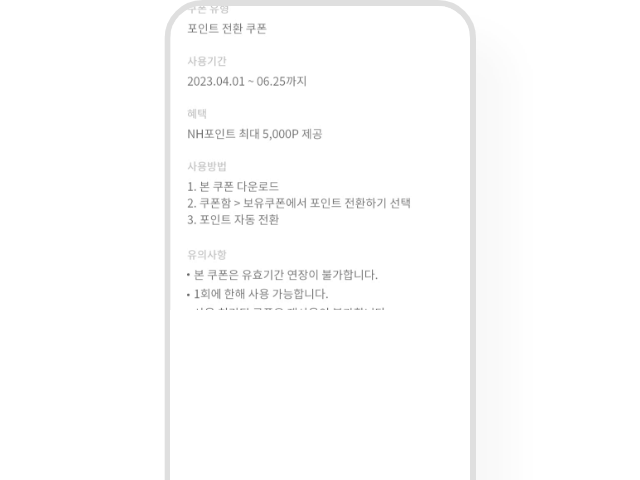 쿠폰 유형
포인트 전환 쿠폰
사용기간
2023.04.01 ~ 06.25까지
혜택
NH포인트 최대 5,000P 제공
사용방법
1. 본 쿠폰 다운로드
2. 쿠폰함 > 보유쿠폰에서 포인트 전환하기 선택
3. 포인트 자동 전환
유의사항
• 본 쿠폰은 유효기간 연장이 불가합니다.
• 1회에 한해 사용 가능합니다.